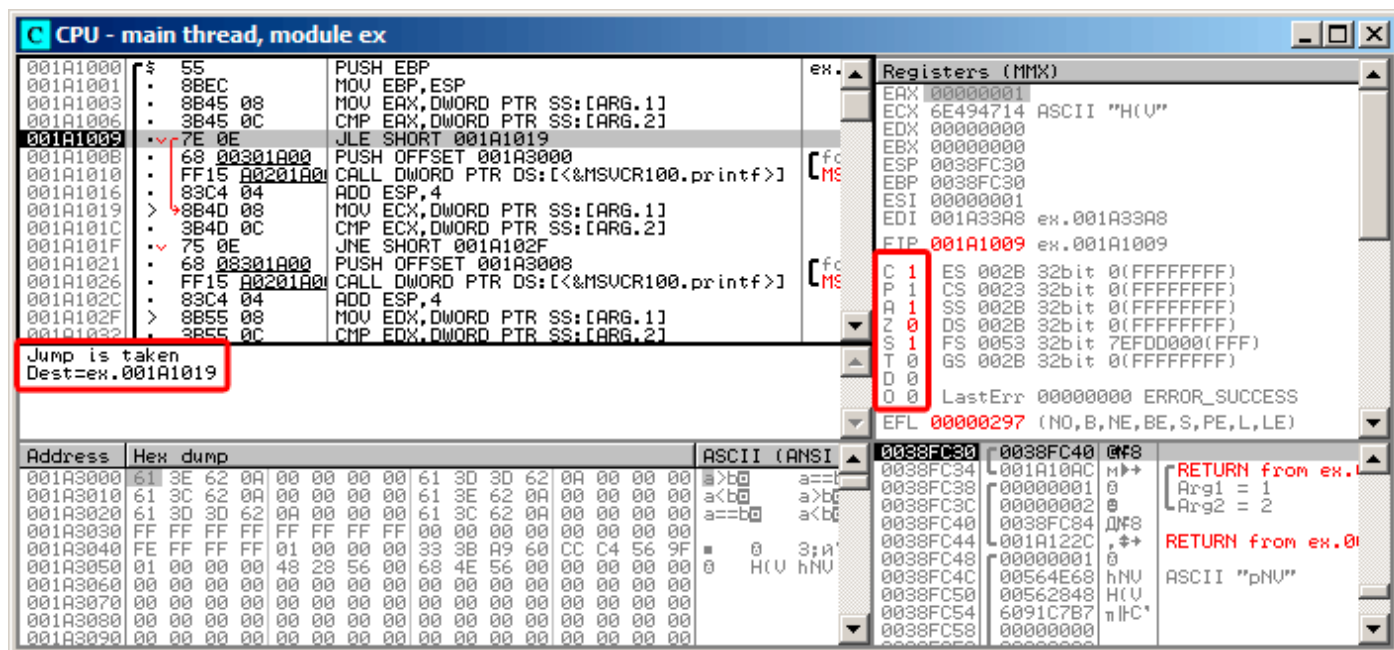 C CPU - main thread, module ex
001A1000 $ 55 PUSH EBP ex.
001A1001 . 8BEC MOV EBP,ESP
001A1003 . 8B45 08 MOV EAX,DWORD PTR SS:[ARG.1]
001A1006 . 3B45 0C CMP EAX,DWORD PTR SS:[ARG.2]
001A1009 . 7E 0E JLE SHORT 001A1019
001A100B . 68 00301A00 PUSH OFFSET 001A3000
001A1010 . FF15 A0201A0 CALL DWORD PTR DS:[<&MSVCR100.printf>] MS
001A1016 . 83C4 04 ADD ESP,4
001A1019 > 8B4D 08 MOV ECX,DWORD PTR SS:[ARG.1]
001A101C . 3B4D 0C CMP ECX,DWORD PTR SS:[ARG.2]
001A101F . 75 0E JNE SHORT 001A102F
001A1021 . 68 08301A00 PUSH OFFSET 001A3008
001A1026 . FF15 A0201A0 CALL DWORD PTR DS:[<&MSVCR100.printf>] MS
001A102C . 83C4 04 ADD ESP,4
001A102F > 8B55 08 MOV EDX,DWORD PTR SS:[ARG.1]
001A1032 . 3B55 0C CMP EDX,DWORD PTR SS:[ARG.2]
Jump is taken
Dest=ex.001A1019
Registers (MMX)
EAX 00000001
ECX 6E494714 ASCII "H(V"
EDX 00000000
EBX 00000000
ESP 0038FC30
EBP 0038FC30
ESI 00000001
EDI 001A33A8 ex.001A33A8
EIP 001A1009 ex.001A1009
C 1 ES 002B 32bit 0(FFFFFFFF)
P 1 CS 0023 32bit 0(FFFFFFFF)
A 1 SS 002B 32bit 0(FFFFFFFF)
Z 0 DS 002B 32bit 0(FFFFFFFF)
S 1 FS 0053 32bit 7EFDD000(FFF)
T 0 GS 002B 32bit 0(FFFFFFFF)
D 0
O 0 LastErr 00000000 ERROR_SUCCESS
EFL 00000297 (NO,B,NE,BE,S,PE,L,LE)
Address Hex dump ASCII (ANSI
001A3000 61 3E 62 0A 00 00 00 00 61 3D 3D 62 0A 00 00 00 a>b a==b
001A3010 61 3C 62 0A 00 00 00 00 61 3E 62 0A 00 00 00 00 a<b a>b
001A3020 61 3D 3D 62 0A 00 00 00 61 3C 62 0A 00 00 00 00 a==b a<b
001A3030 FF FF FF FF FF FF FF FF 00 00 00 00 00 00 00 00
001A3040 FE FF FF FF 01 00 00 00 33 3B A9 60 CC C4 56 9F 3;й`
001A3050 01 00 00 00 48 28 56 00 68 4E 56 00 00 00 00 00 H(V hNV
001A3060 00 00 00 00 00 00 00 00 00 00 00 00 00 00 00 00
001A3070 00 00 00 00 00 00 00 00 00 00 00 00 00 00 00 00
001A3080 00 00 00 00 00 00 00 00 00 00 00 00 00 00 00 00
001A3090 00 00 00 00 00 00 00 00 00 00 00 00 00 00 00 00
0038FC30 0038FC40
0038FC34 001A10AC RETURN from ex.
0038FC38 00000001 Arg1 = 1
0038FC3C 00000002 Arg2 = 2
0038FC40 0038FC84
0038FC44 001A122C RETURN from ex.0
0038FC48 00000001
0038FC4C 00564E68 hNV ASCII "pNV"
0038FC50 00562848 H(V
0038FC54 6091C7B7
0038FC58 00000000